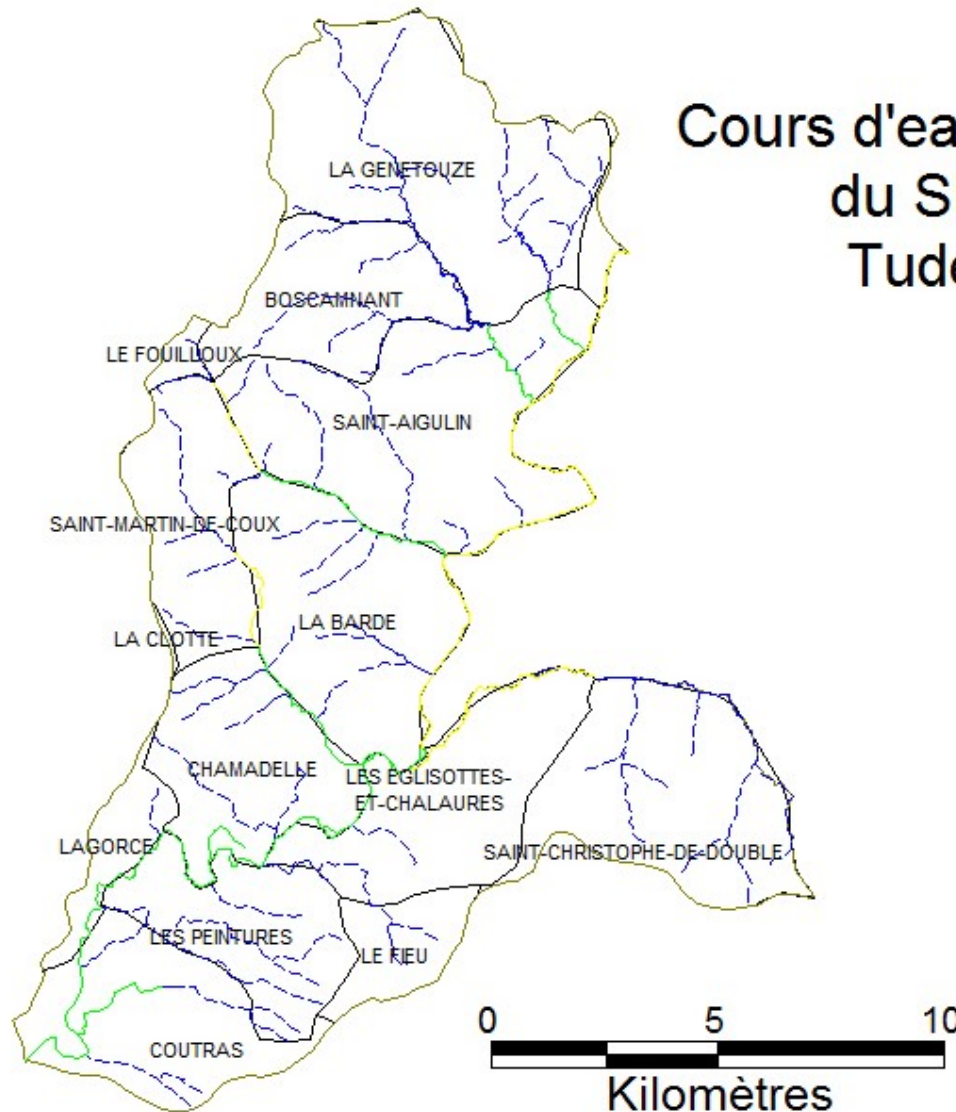 Cours d'ea
du S
Tude
LA GENETOUZE
BOSCAMNANT
LE FOUILLOUX
SAINT-AIGULIN
SAINT-MARTIN-DE-COUX
LA BARDE
LA CLOTTE
CHAMADELLE
LES EGLISOTTES-
ET-CHALAURES
LAGORCE
SAINT-CHRISTOPHE-DE-DOUBLE
LES PEINTURES
LE FIEU
COUTRAS
0 5 10
Kilomètres